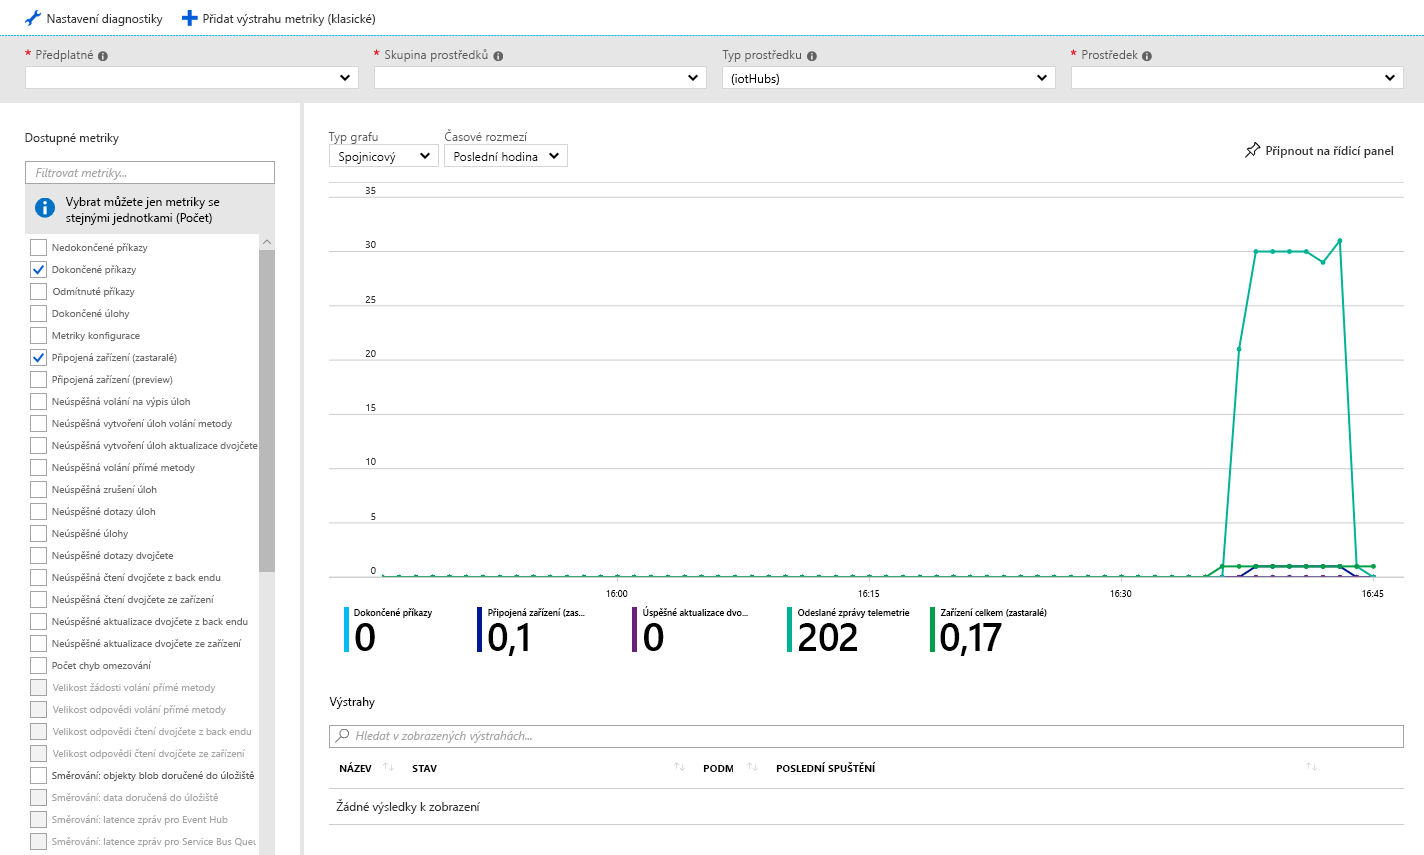 Nastavení diagnostiky
Přidat výstrahu metriky (klasické)
* Předplatné
* Skupina prostředků
Typ prostředku
* Prostředek
(iotHubs)
Dostupné metriky
Filtrovat metriky...
Vybrat můžete jen metriky se
stejnými jednotkami (Počet)
Nedokončené příkazy
Dokončené příkazy
Odmítnuté příkazy
Dokončené úlohy
Metriky konfigurace
Připojená zařízení (zastaralé)
Připojená zařízení (preview)
Neúspěšná volání na výpis úloh
Neúspěšná vytvoření úloh volání metody
Neúspěšná vytvoření úloh aktualizace dvojčete
Neúspěšná volání přímé metody
Neúspěšná zrušení úloh
Neúspěšné dotazy úloh
Neúspěšné úlohy
Neúspěšné dotazy dvojčete
Neúspěšná čtení dvojčete z back endu
Neúspěšná čtení dvojčete ze zařízení
Neúspěšné aktualizace dvojčete z back endu
Neúspěšné aktualizace dvojčete ze zařízení
Počet chyb omezování
Velikost žádosti volání přímé metody
Velikost odpovědi volání přímé metody
Velikost odpovědi čtení dvojčete z back endu
Velikost odpovědi čtení dvojčete ze zařízení
Směrování: objekty blob doručené do úložiště
Směrování: data doručená do úložiště
Směrování: latence zpráv pro Event Hub
Směrování: latence zpráv pro Service Bus Queu
Typ grafu
Časové rozmezí
Spojnicový
Poslední hodina
Připnout na řídicí panel
35
30
25
20
15
10
5
0
16:00
16:15
16:30
16:45
Dokončené příkazy
0
Připojená zařízení (zas...
0,1
Úspěšné aktualizace dvo...
0
Odeslané zprávy telemetrie
202
Zařízení celkem (zastaralé)
0,17
Výstrahy
Hledat v zobrazených výstrahách...
NÁZEV
STAV
PODM
POSLEDNÍ SPUŠTĚNÍ
Žádné výsledky k zobrazení